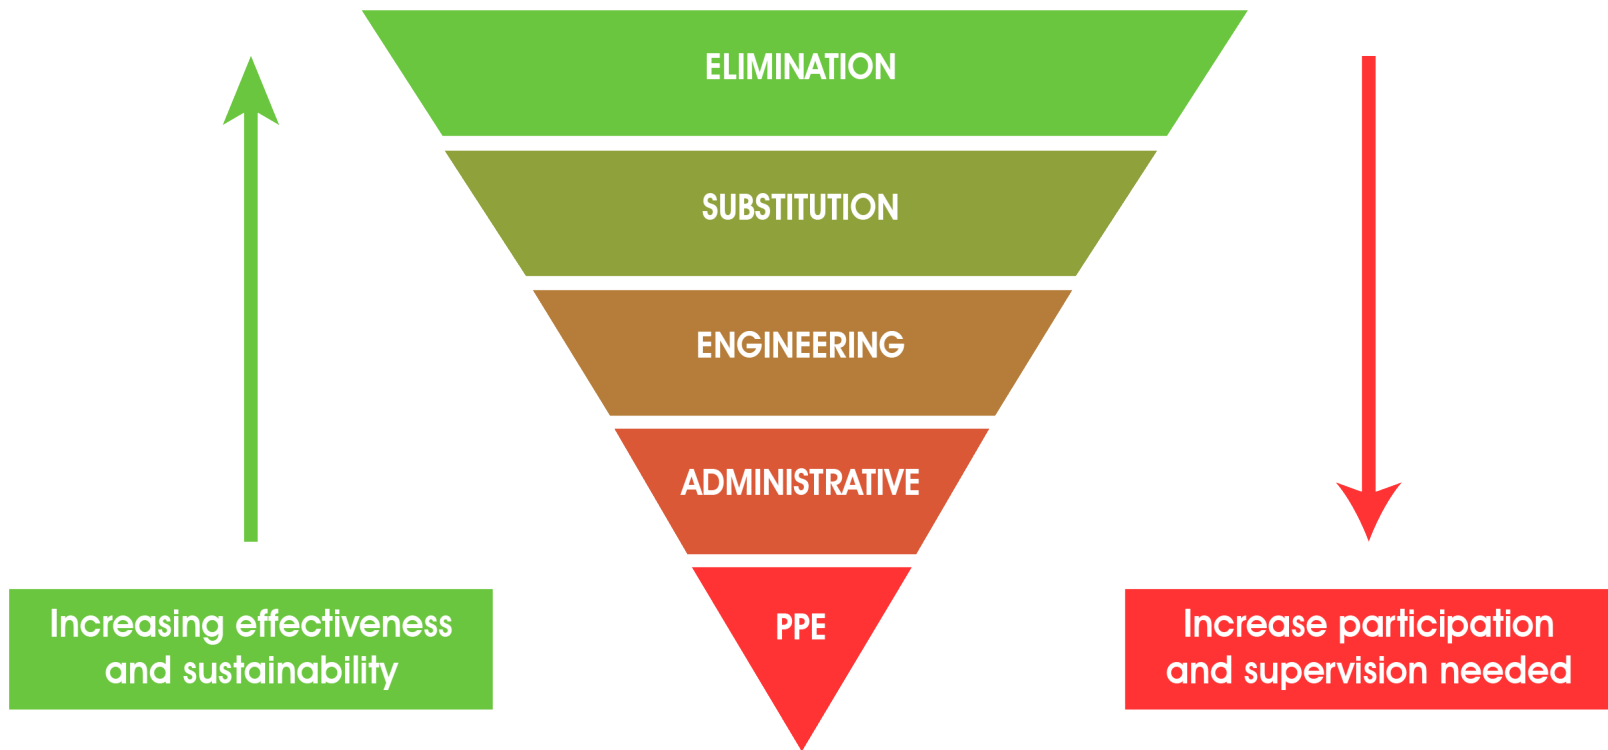 ELIMINATION
SUBSTITUTION
ENGINEERING
ADMINISTRATIVE
PPE
Increasing effectiveness
and sustainability
Increase participation
and supervision needed